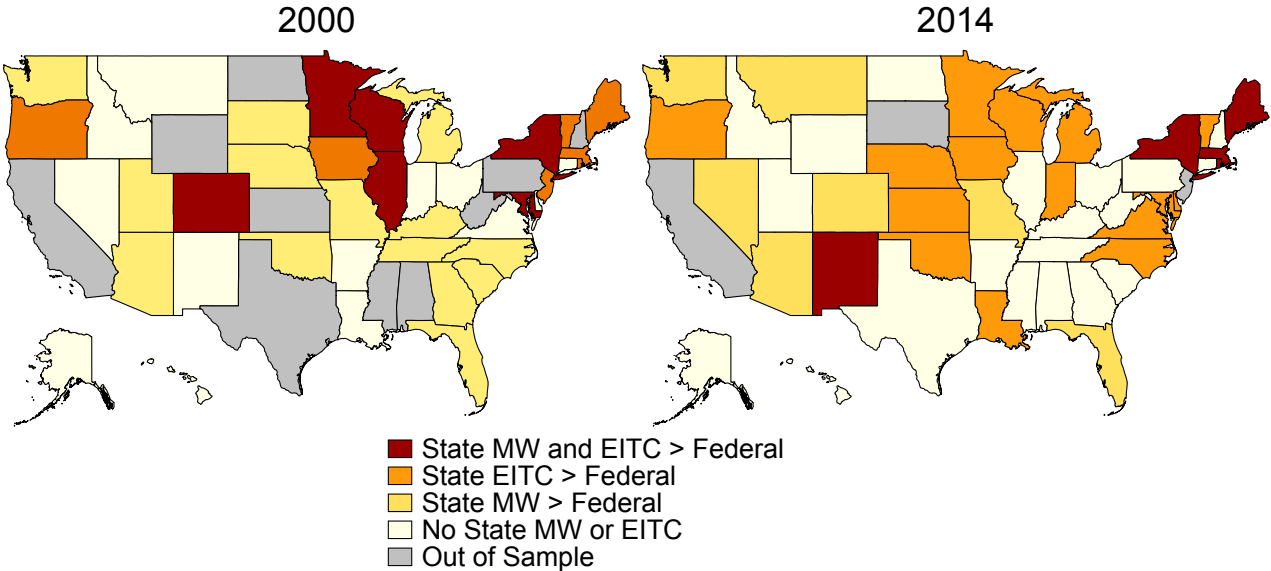 2000
2014
State MW and EITC > Federal
State EITC > Federal
State MW > Federal
No State MW or EITC
Out of Sample